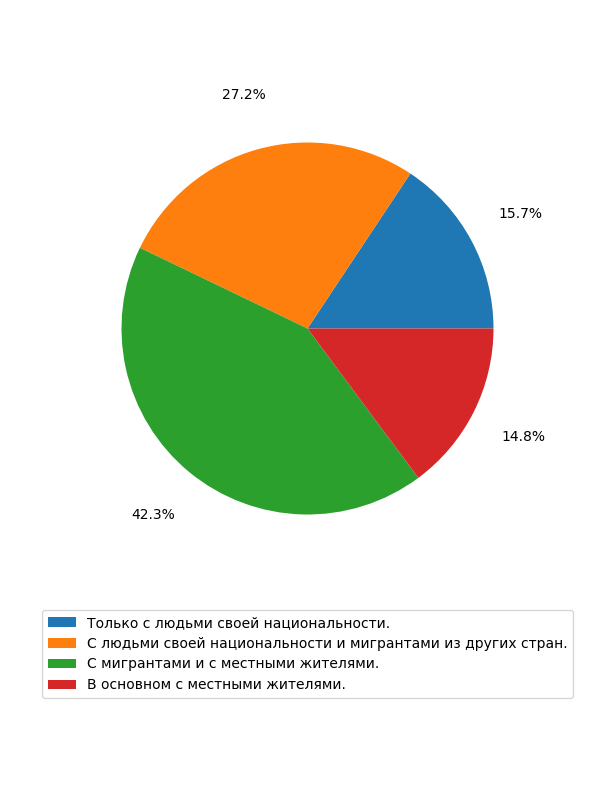 27.2%
15.7%
14.8%
42.3%
Только с людьми своей национальности.
С людьми своей национальности и мигрантами из других стран.
С мигрантами и с местными жителями.
В основном с местными жителями.